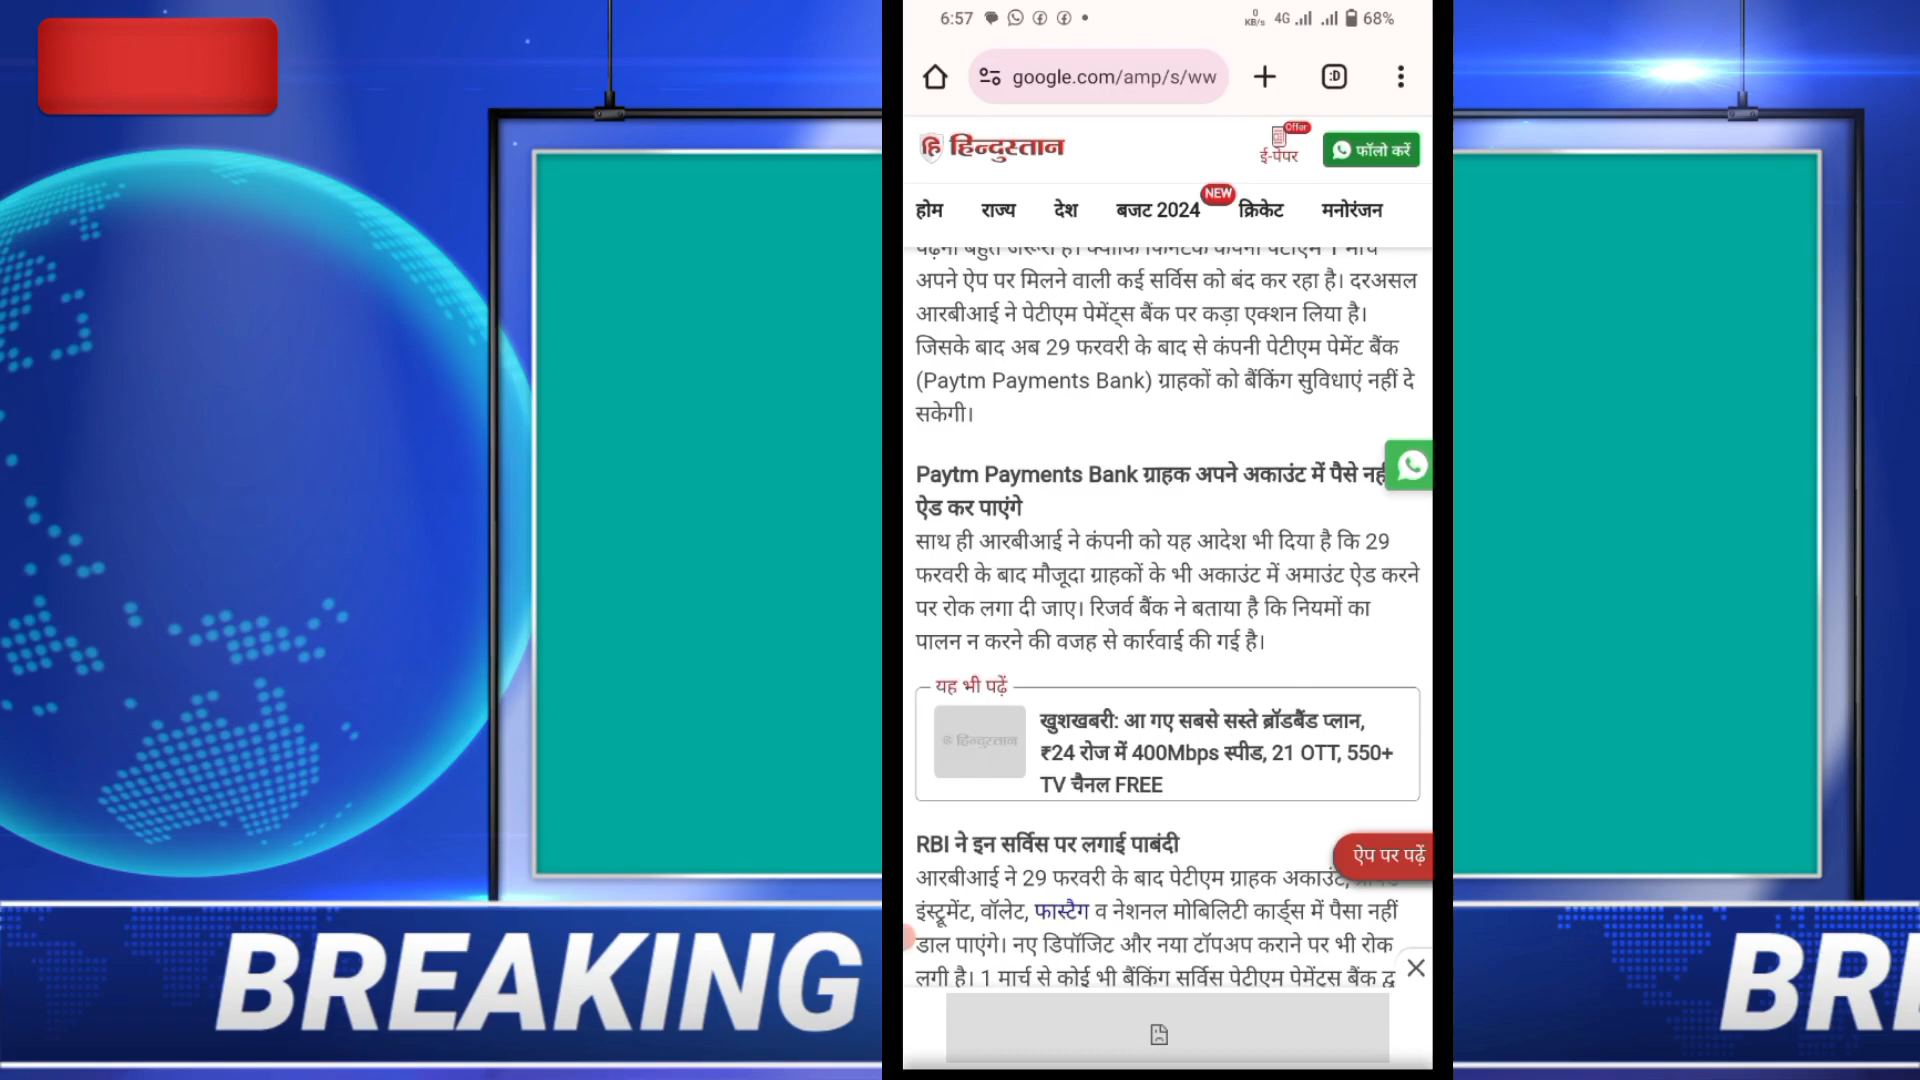 6:57
0 KB/s 4G 68%
google.com/amp/s/ww
:D
हि हिन्दुस्तान
Offer
ई-पेपर
फॉलो करें
NEW
होम राज्य देश बजट 2024 क्रिकेट मनोरंजन
1 मार्च
अपने ऐप पर मिलने वाली कई सर्विस को बंद कर रहा है। दरअसल
आरबीआई ने पेटीएम पेमेंट्स बैंक पर कड़ा एक्शन लिया है।
जिसके बाद अब 29 फरवरी के बाद से कंपनी पेटीएम पेमेंट बैंक
(Paytm Payments Bank) ग्राहकों को बैंकिंग सुविधाएं नहीं दे
सकेगी।
Paytm Payments Bank ग्राहक अपने अकाउंट में पैसे नहीं
ऐड कर पाएंगे
साथ ही आरबीआई ने कंपनी को यह आदेश भी दिया है कि 29
फरवरी के बाद मौजूदा ग्राहकों के भी अकाउंट में अमाउंट ऐड करने
पर रोक लगा दी जाए। रिजर्व बैंक ने बताया है कि नियमों का
पालन न करने की वजह से कार्रवाई की गई है।
यह भी पढ़ें
हि हिन्दुस्तान
खुशखबरी: आ गए सबसे सस्ते ब्रॉडबैंड प्लान,
₹24 रोज में 400Mbps स्पीड, 21 OTT, 550+
TV चैनल FREE
RBI ने इन सर्विस पर लगाई पाबंदी
ऐप पर पढ़ें
आरबीआई ने 29 फरवरी के बाद पेटीएम ग्राहक अकाउंट,
इंस्ट्रूमेंट, वॉलेट, फास्टैग व नेशनल मोबिलिटी कार्ड्स में पैसा नहीं
डाल पाएंगे। नए डिपॉजिट और नया टॉपअप कराने पर भी रोक
लगी है। 1 मार्च से कोई भी बैंकिंग सर्विस पेटीएम पेमेंटस बैंक द्व
BREAKING
BRE